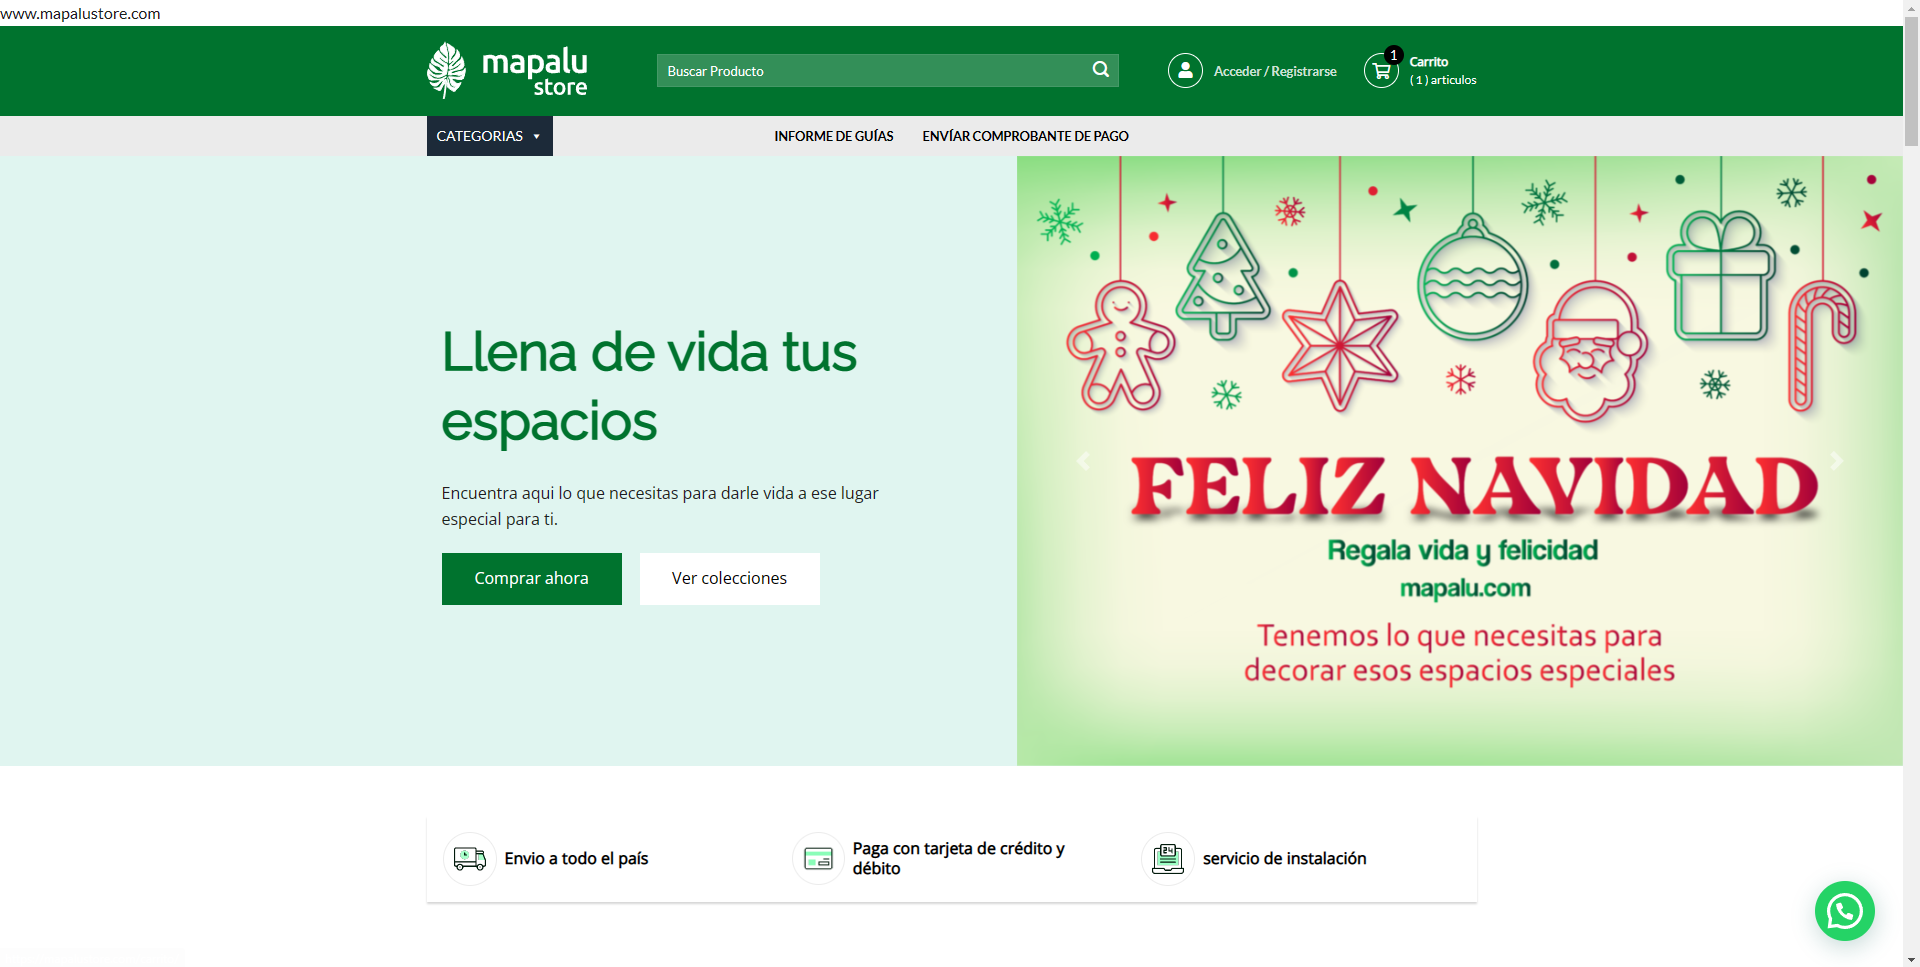 www.mapalustore.com
mapalu
store
Buscar Producto
Acceder / Registrarse
1
Carrito
( 1 ) articulos
CATEGORIAS
INFORME DE GUÍAS
ENVÍAR COMPROBANTE DE PAGO
Llena de vida tus
espacios
Encuentra aqui lo que necesitas para darle vida a ese lugar
especial para ti.
Comprar ahora
Ver colecciones
FELIZ NAVIDAD
Regala vida y felicidad
mapalu.com
Tenemos lo que necesitas para
decorar esos espacios especiales
Envio a todo el país
Paga con tarjeta de crédito y
débito
24
servicio de instalación